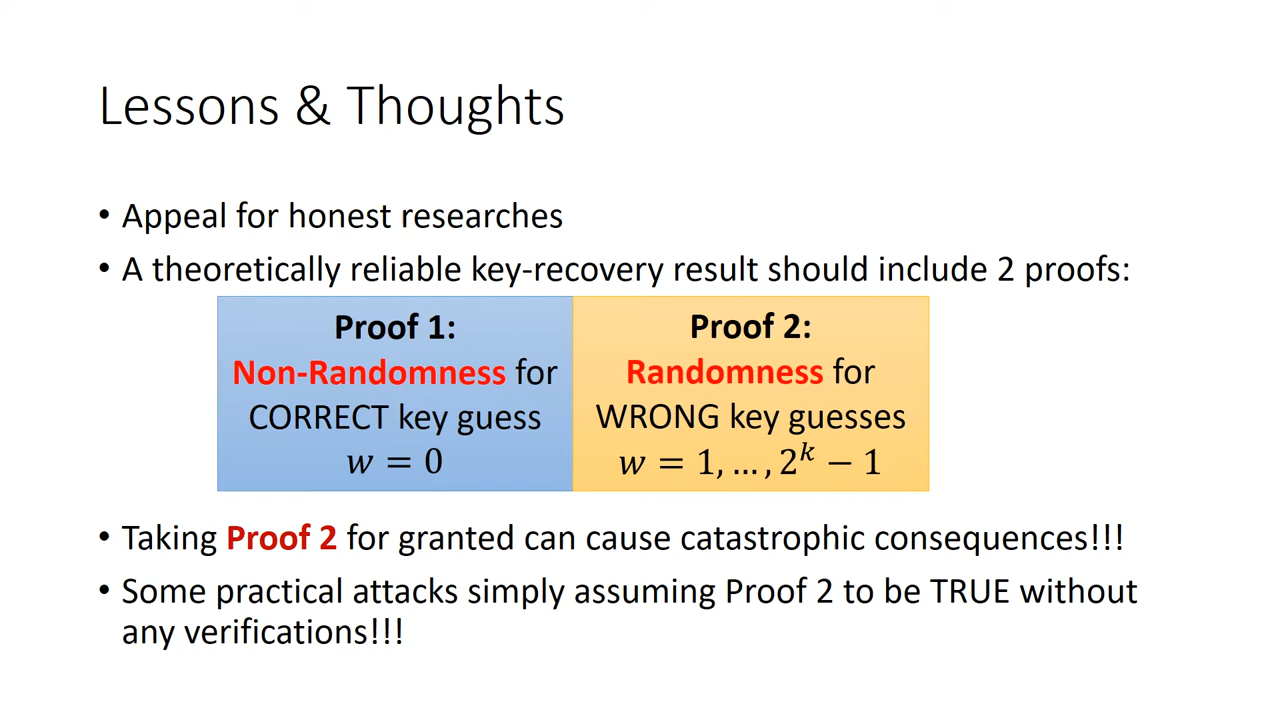 Lessons & Thoughts
• Appeal for honest researches
• A theoretically reliable key-recovery result should include 2 proofs:
Proof 1:
Non-Randomness for
CORRECT key guess
w = 0
Proof 2:
Randomness for
WRONG key guesses
w = 1, … , 2^k − 1
• Taking Proof 2 for granted can cause catastrophic consequences!!!
• Some practical attacks simply assuming Proof 2 to be TRUE without
any verifications!!!